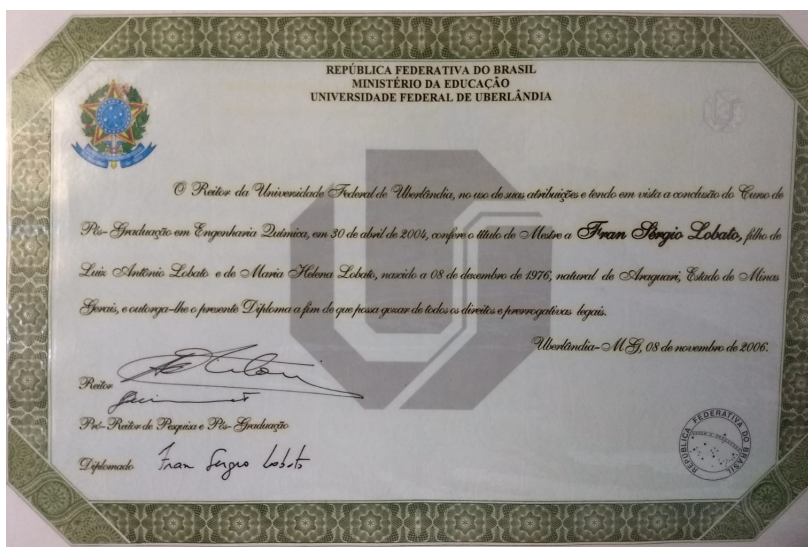 REPÚBLICA FEDERATIVA DO BRASIL
MINISTÉRIO DA EDUCAÇÃO
UNIVERSIDADE FEDERAL DE UBERLÂNDIA
O Reitor da Universidade Federal de Uberlândia, no uso de suas atribuições e tendo em vista a conclusão do Curso de
Pós-Graduação em Engenharia Química, em 30 de abril de 2004, confere o título de Mestre a Fran Sérgio Lobato, filho de
Luiz Antônio Lobato e de Maria Helena Lobato, nascido a 08 de dezembro de 1976, natural de Araguari, Estado de Minas
Gerais, e outorga-lhe o presente Diploma a fim de que possa gozar de todos os direitos e prerrogativas legais.
Uberlândia-MG, 08 de novembro de 2006.
Reitor
Pró-Reitor de Pesquisa e Pós-Graduação
Diplomado Fran Sergio Lobato
REPÚBLICA FEDERATIVA DO BRASIL